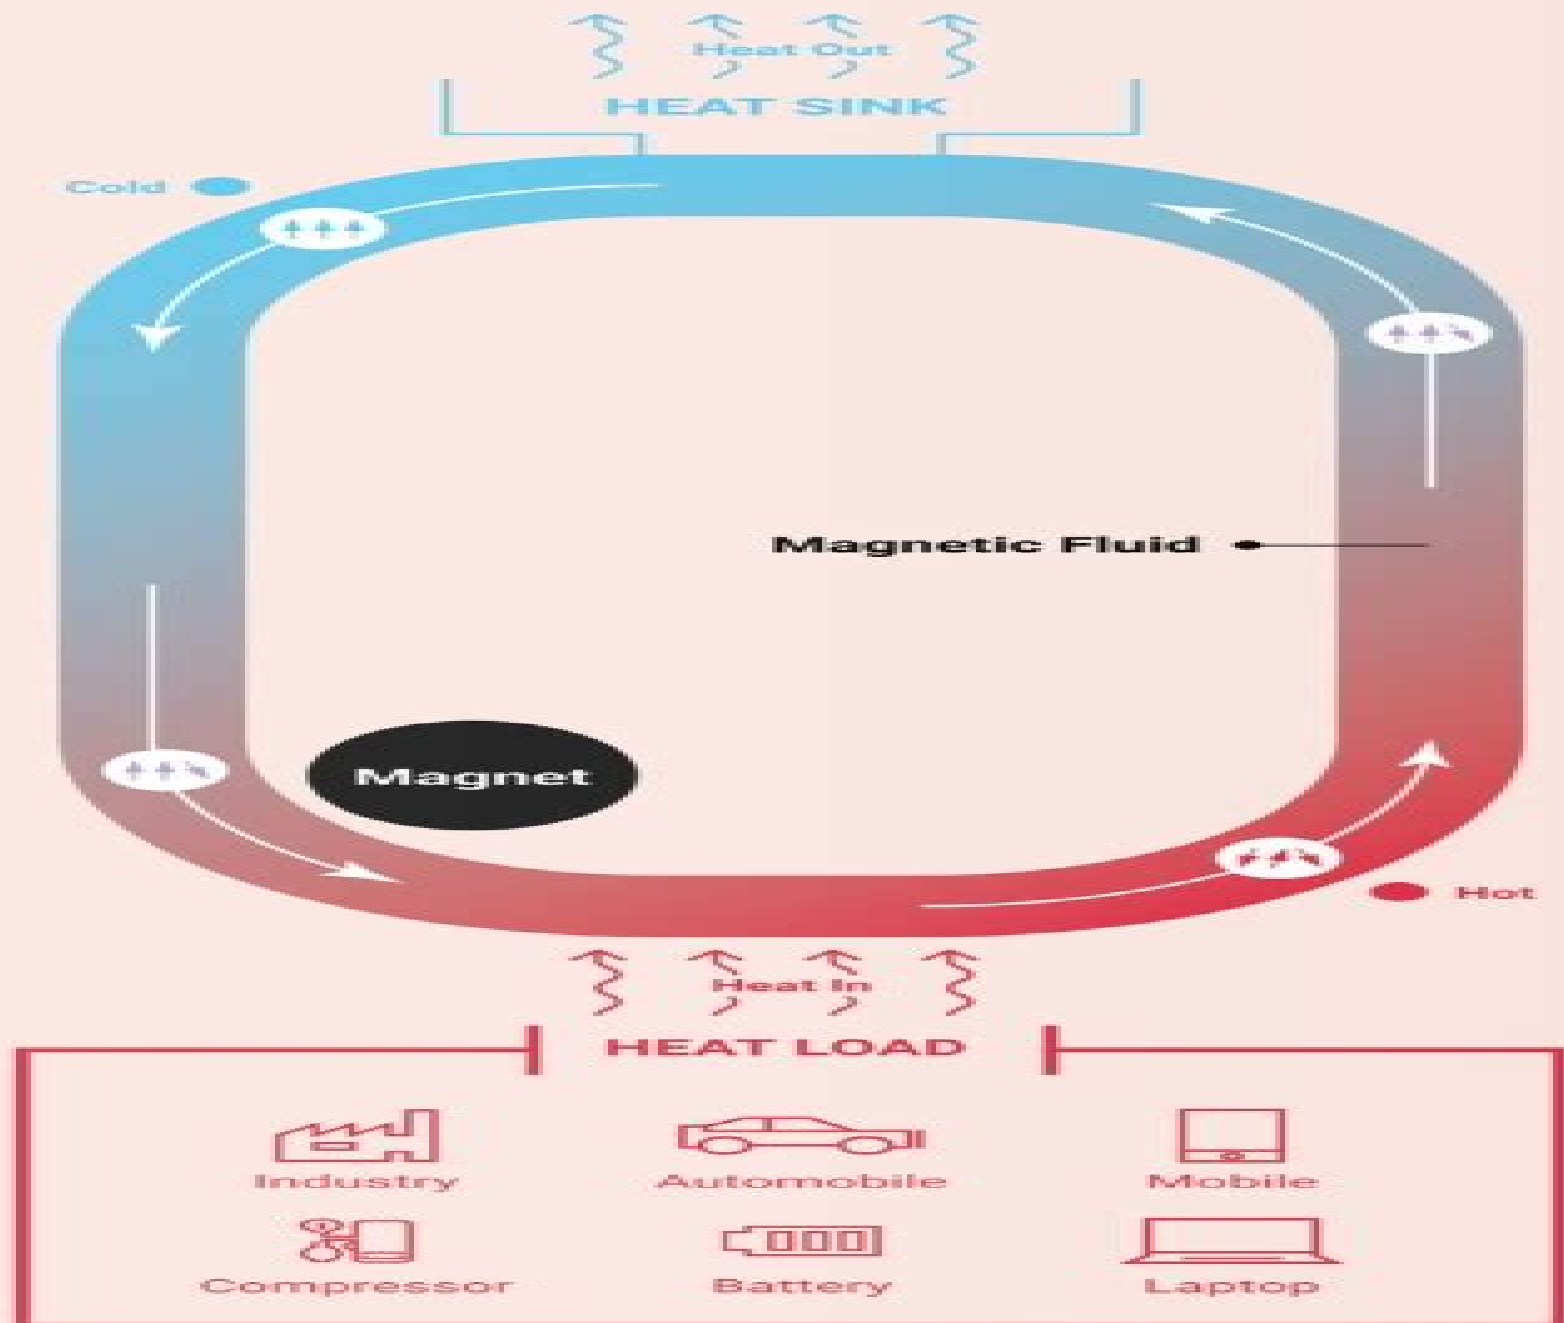 Heat Out
HEAT SINK
Cold
Magnetic Fluid
Magnet
Hot
Heat In
HEAT LOAD
Industry
Automobile
Mobile
Compressor
Battery
Laptop